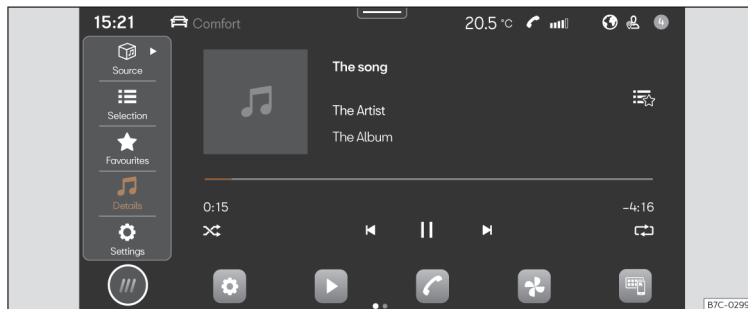 15:21 Comfort 20.5 °C 4
Source
Selection
Favourites
Details
Settings
The song
The Artist
The Album
0:15 -4:16
B7C-0299